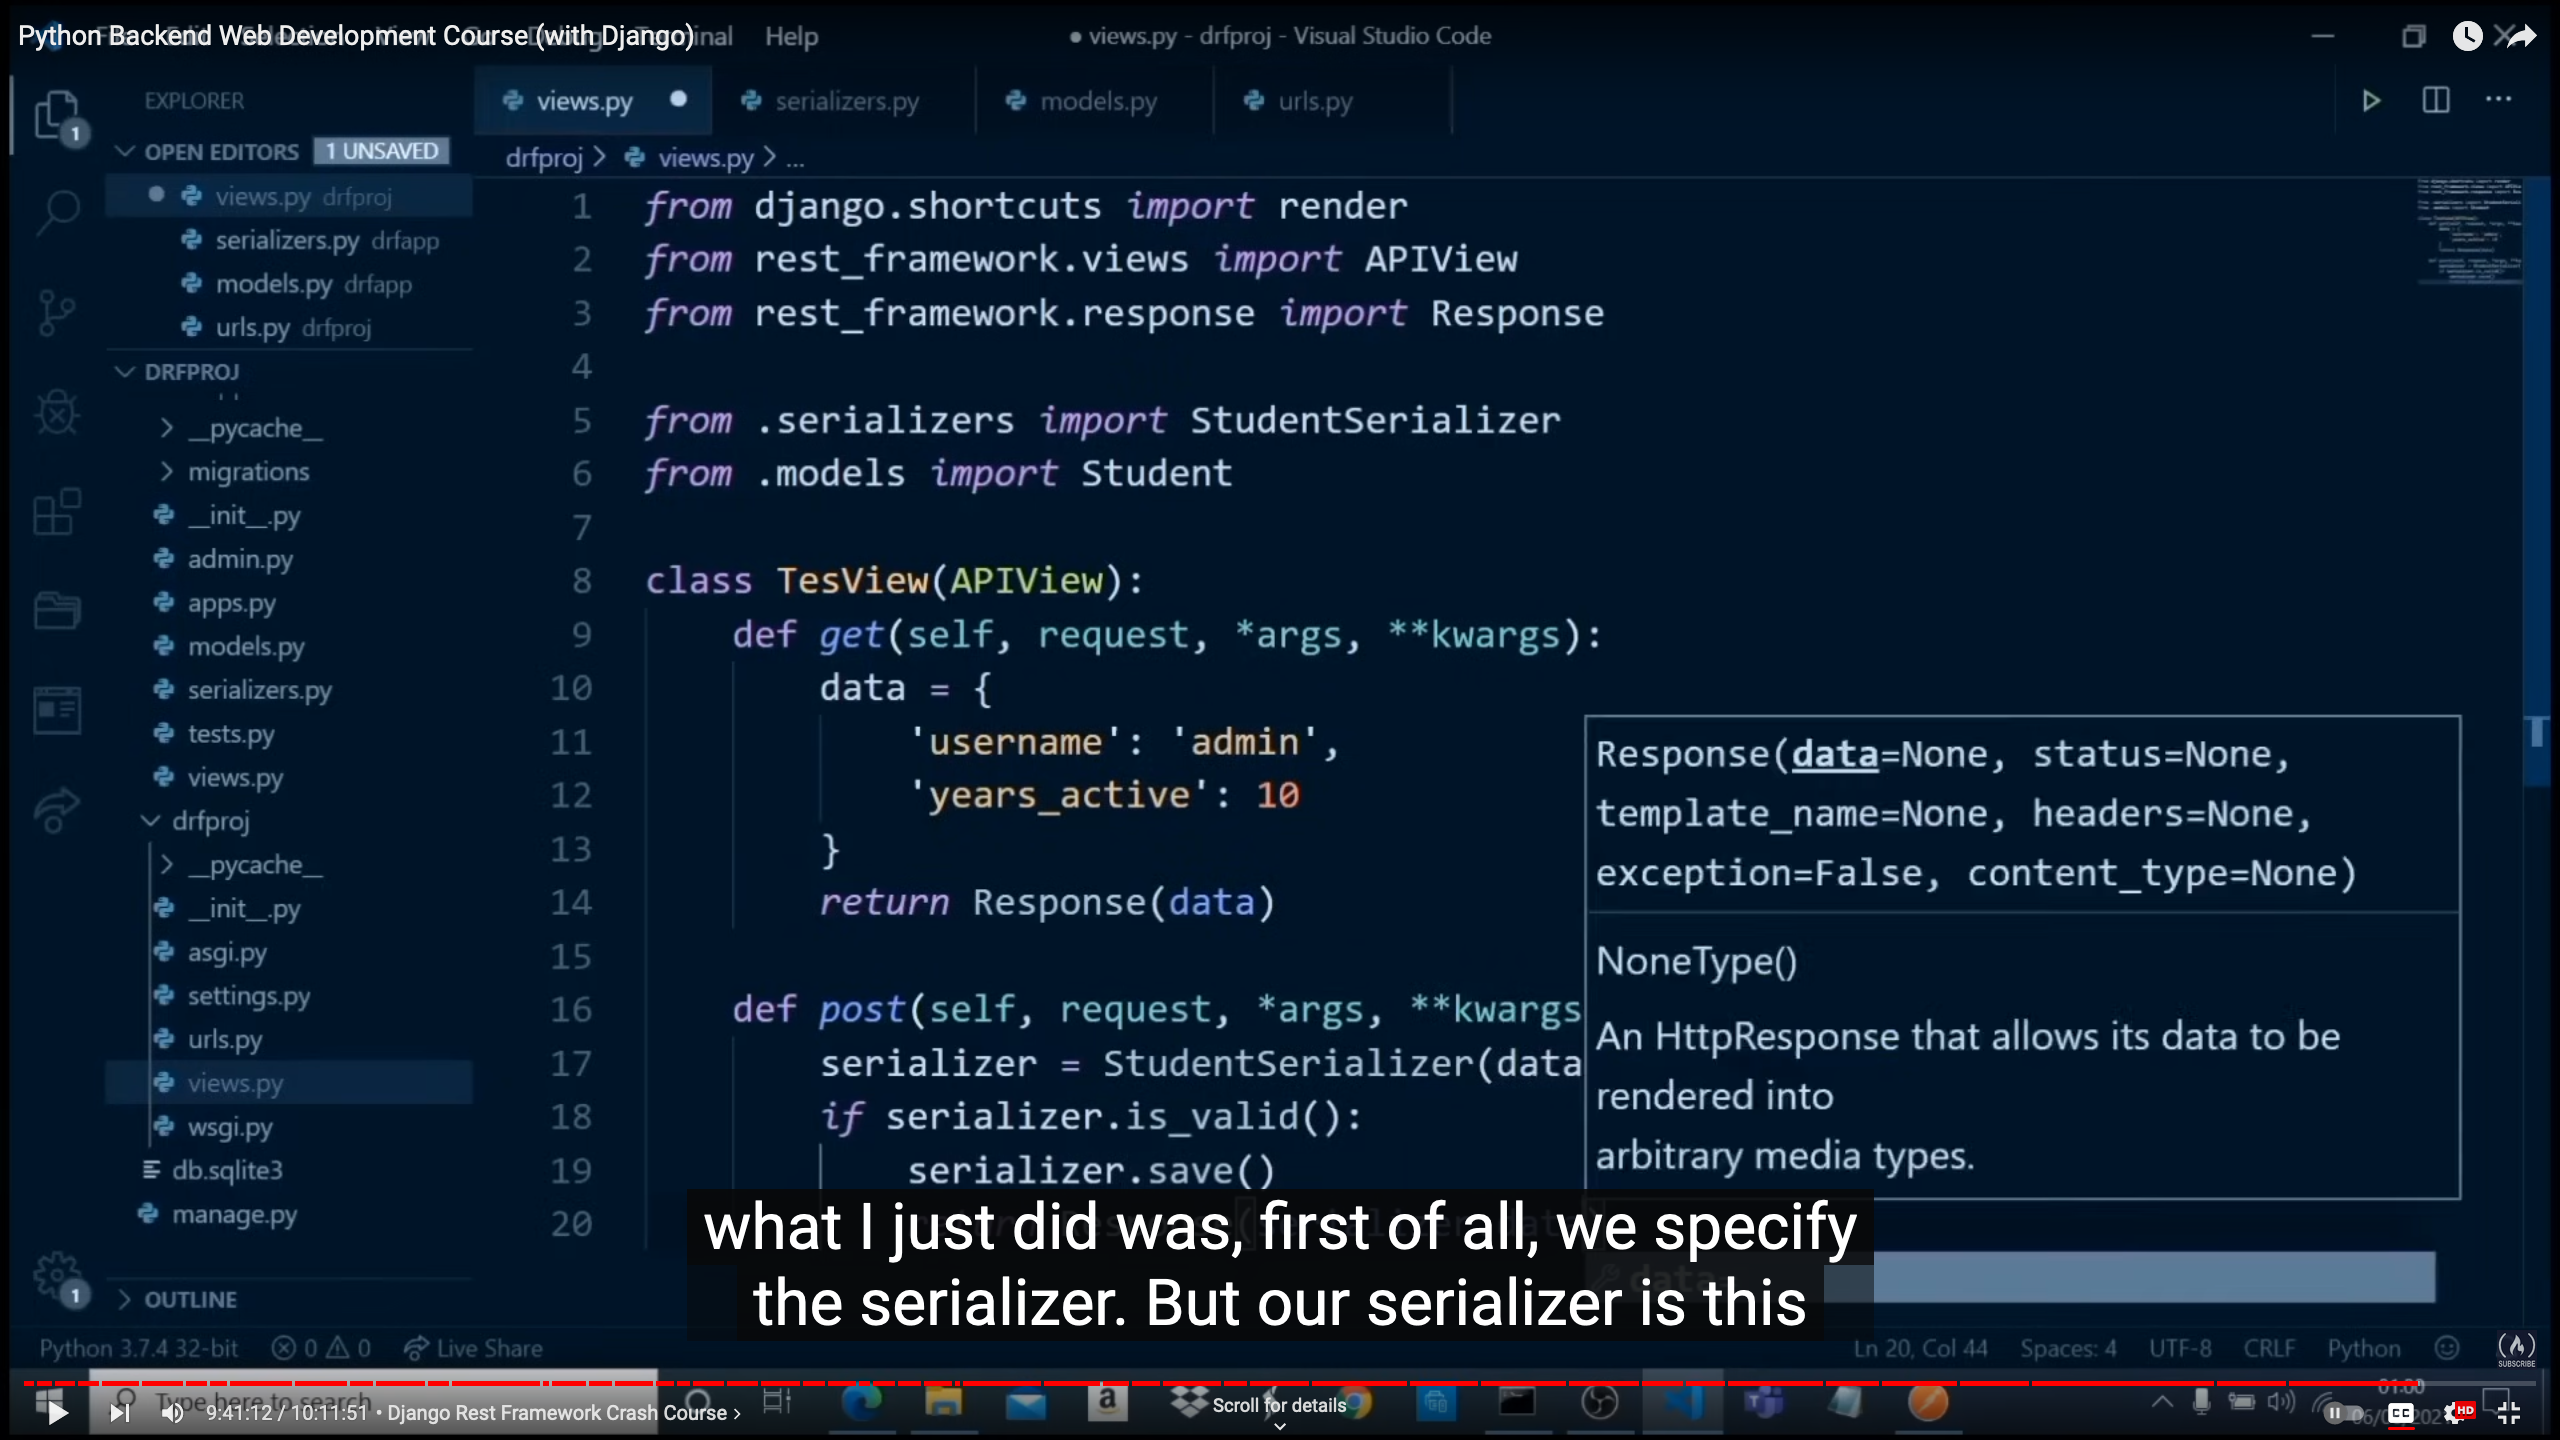 Python Backend Web Development Course (with Django)
Help
● views.py - drfproj - Visual Studio Code
EXPLORER
views.py
serializers.py
models.py
urls.py
1
OPEN EDITORS
1 UNSAVED
drfproj > views.py > ...
views.py drfproj
serializers.py drfapp
models.py drfapp
urls.py drfproj
DRFPROJ
__pycache__
migrations
__init__.py
admin.py
apps.py
models.py
serializers.py
tests.py
views.py
drfproj
__pycache__
__init__.py
asgi.py
settings.py
urls.py
views.py
wsgi.py
db.sqlite3
manage.py
1
OUTLINE
1 from django.shortcuts import render
2 from rest_framework.views import APIView
3 from rest_framework.response import Response
4
5 from .serializers import StudentSerializer
6 from .models import Student
7
8 class TesView(APIView):
9 def get(self, request, *args, **kwargs):
10 data = {
11 'username': 'admin',
12 'years_active': 10
13 }
14 return Response(data)
15
16 def post(self, request, *args, **kwargs
17 serializer = StudentSerializer(data
18 if serializer.is_valid():
19 serializer.save()
20
Response(data=None, status=None,
template_name=None, headers=None,
exception=False, content_type=None)
NoneType()
An HttpResponse that allows its data to be
rendered into
arbitrary media types.
what I just did was, first of all, we specify
the serializer. But our serializer is this
Python 3.7.4 32-bit
0
0
Live Share
Ln 20, Col 44
Spaces: 4
UTF-8
CRLF
Python
SUBSCRIBE
Type here to search
9:41:12 / 10:11:51 • Django Rest Framework Crash Course >
Scroll for details
CC
HD